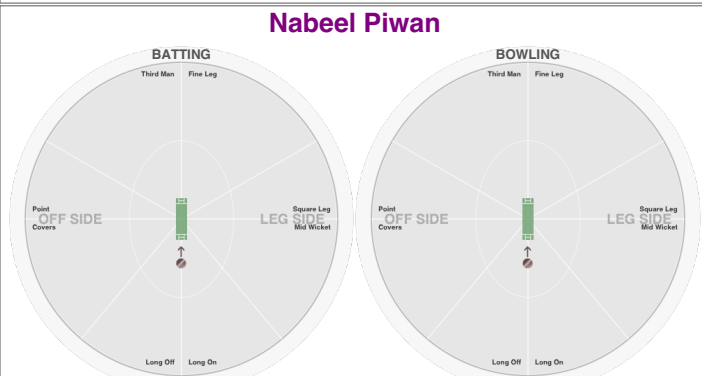 Nabeel Piwan
BATTING
Third Man Fine Leg
Point
OFF SIDE
Covers
Square Leg
LEG SIDE
Mid Wicket
Long Off Long On
BOWLING
Third Man Fine Leg
Point
OFF SIDE
Covers
Square Leg
LEG SIDE
Mid Wicket
Long Off Long On